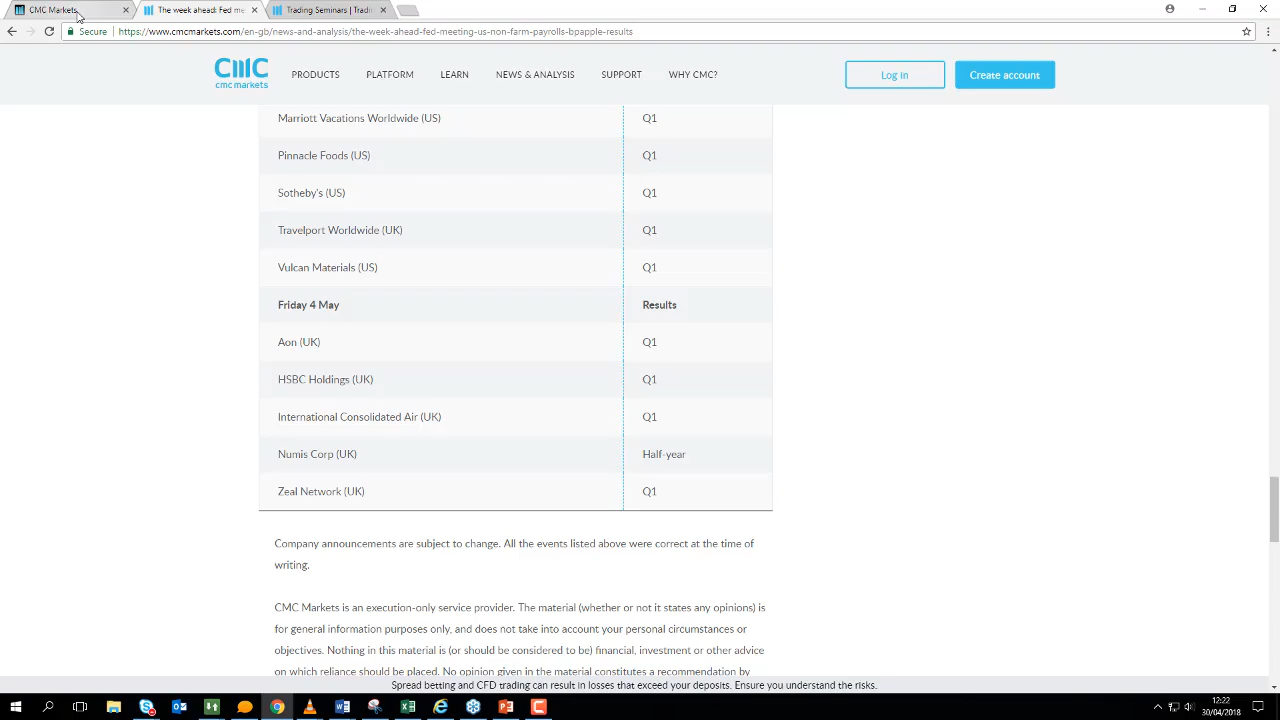 CMC Markets
The week ahead: Fed me
Trading Seminars | Tradi
Secure
https://www.cmcmarkets.com/en-gb/news-and-analysis/the-week-ahead-fed-meeting-us-non-farm-payrolls-bpapple-results
cmc markets
PRODUCTS
PLATFORM
LEARN
NEWS & ANALYSIS
SUPPORT
WHY CMC?
Log in
Create account
Marriott Vacations Worldwide (US) Q1
Pinnacle Foods (US) Q1
Sotheby's (US) Q1
Travelport Worldwide (UK) Q1
Vulcan Materials (US) Q1
Friday 4 May Results
Aon (UK) Q1
HSBC Holdings (UK) Q1
International Consolidated Air (UK) Q1
Numis Corp (UK) Half-year
Zeal Network (UK) Q1
Company announcements are subject to change. All the events listed above were correct at the time of
writing.
CMC Markets is an execution-only service provider. The material (whether or not it states any opinions) is
for general information purposes only, and does not take into account your personal circumstances or
objectives. Nothing in this material is (or should be considered to be) financial, investment or other advice
on which reliance should be placed. No opinion given in the material constitutes a recommendation by
Spread betting and CFD trading can result in losses that exceed your deposits. Ensure you understand the risks.
12:22
30/04/2018